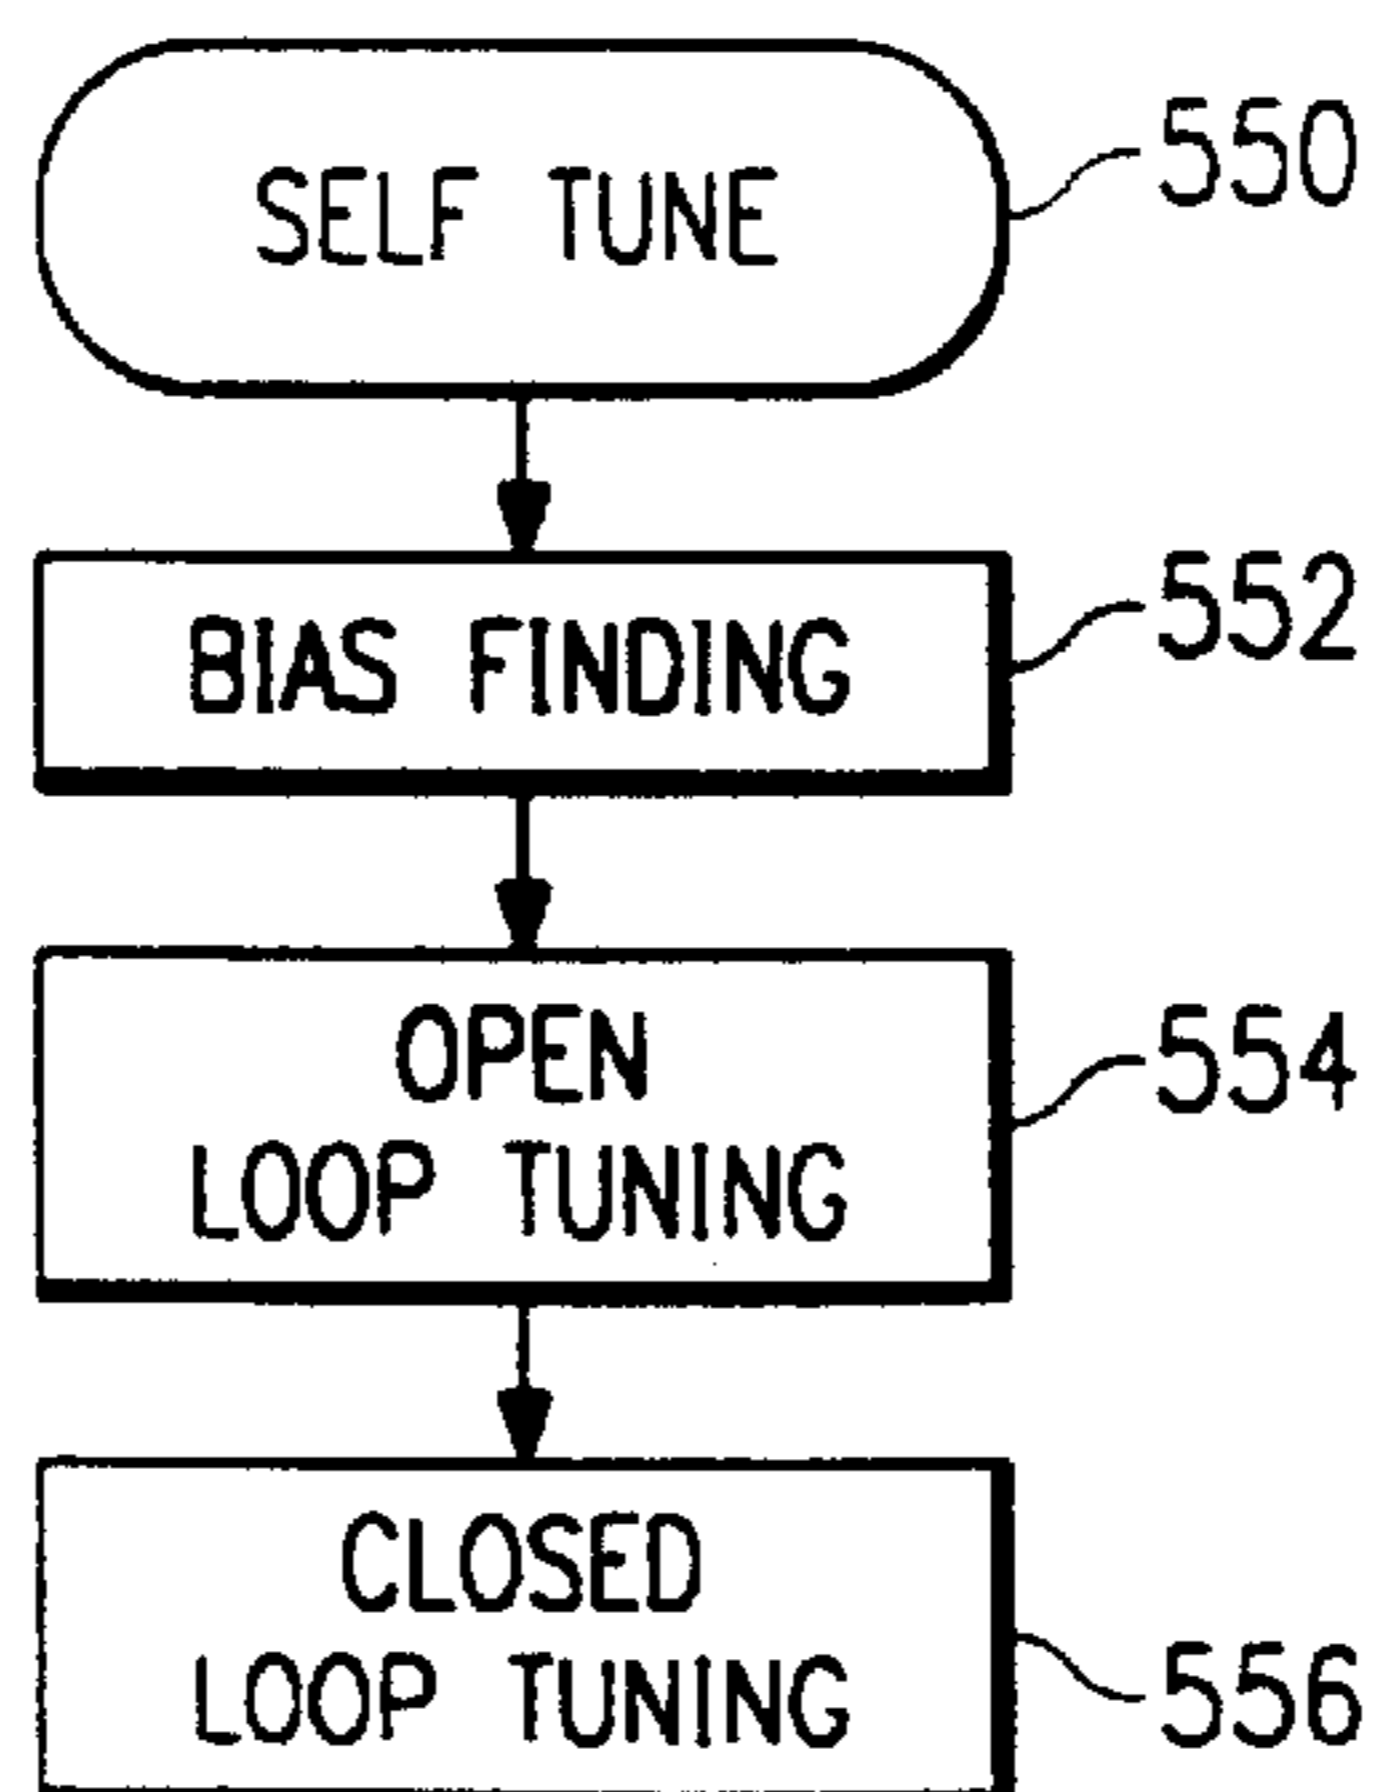 SELF TUNE
550
BIAS FINDING
552
OPEN
LOOP TUNING
554
CLOSED
LOOP TUNING
556